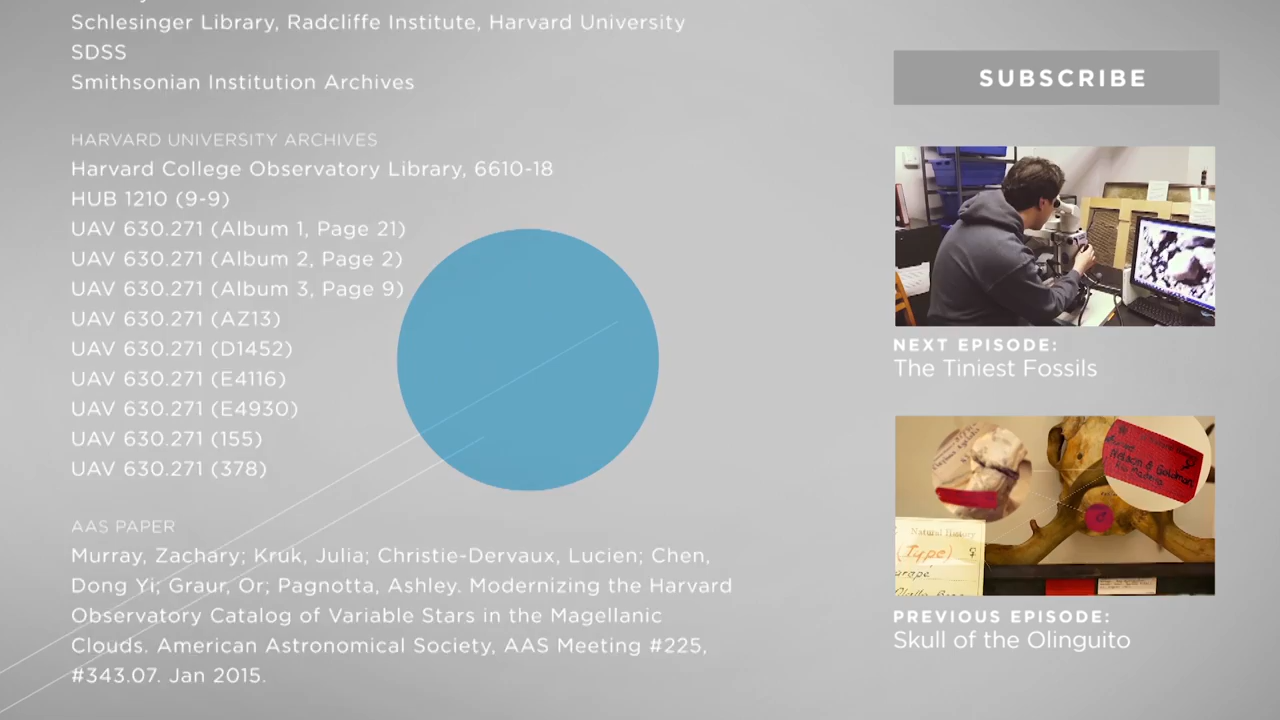 Schlesinger Library, Radcliffe Institute, Harvard University
SDSS
Smithsonian Institution Archives
HARVARD UNIVERSITY ARCHIVES
Harvard College Observatory Library, 6610-18
HUB 1210 (9-9)
UAV 630.271 (Album 1, Page 21)
UAV 630.271 (Album 2, Page 2)
UAV 630.271 (Album 3, Page 9)
UAV 630.271 (AZ13)
UAV 630.271 (D1452)
UAV 630.271 (E4116)
UAV 630.271 (E4930)
UAV 630.271 (155)
UAV 630.271 (378)
AAS PAPER
Murray, Zachary; Kruk, Julia; Christie-Dervaux, Lucien; Chen,
Dong Yi; Graur, Or; Pagnotta, Ashley. Modernizing the Harvard
Observatory Catalog of Variable Stars in the Magellanic
Clouds. American Astronomical Society, AAS Meeting #225,
#343.07. Jan 2015.
SUBSCRIBE
NEXT EPISODE:
The Tiniest Fossils
Nelson & Goldman
Natural History
(Type) ♀
PREVIOUS EPISODE:
Skull of the Olinguito